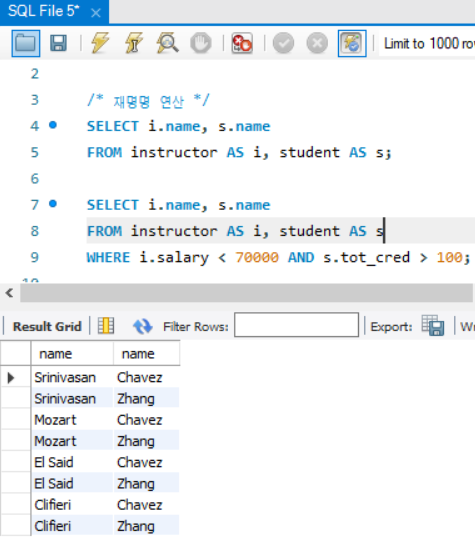 SQL File 5*
Limit to 1000 row
2
3 /* 재명명 연산 */
4 SELECT i.name, s.name
5 FROM instructor AS i, student AS s;
6
7 SELECT i.name, s.name
8 FROM instructor AS i, student AS s
9 WHERE i.salary < 70000 AND s.tot_cred > 100;
Result Grid Filter Rows: Export:
name name
Srinivasan Chavez
Srinivasan Zhang
Mozart Chavez
Mozart Zhang
El Said Chavez
El Said Zhang
Clifieri Chavez
Clifieri Zhang